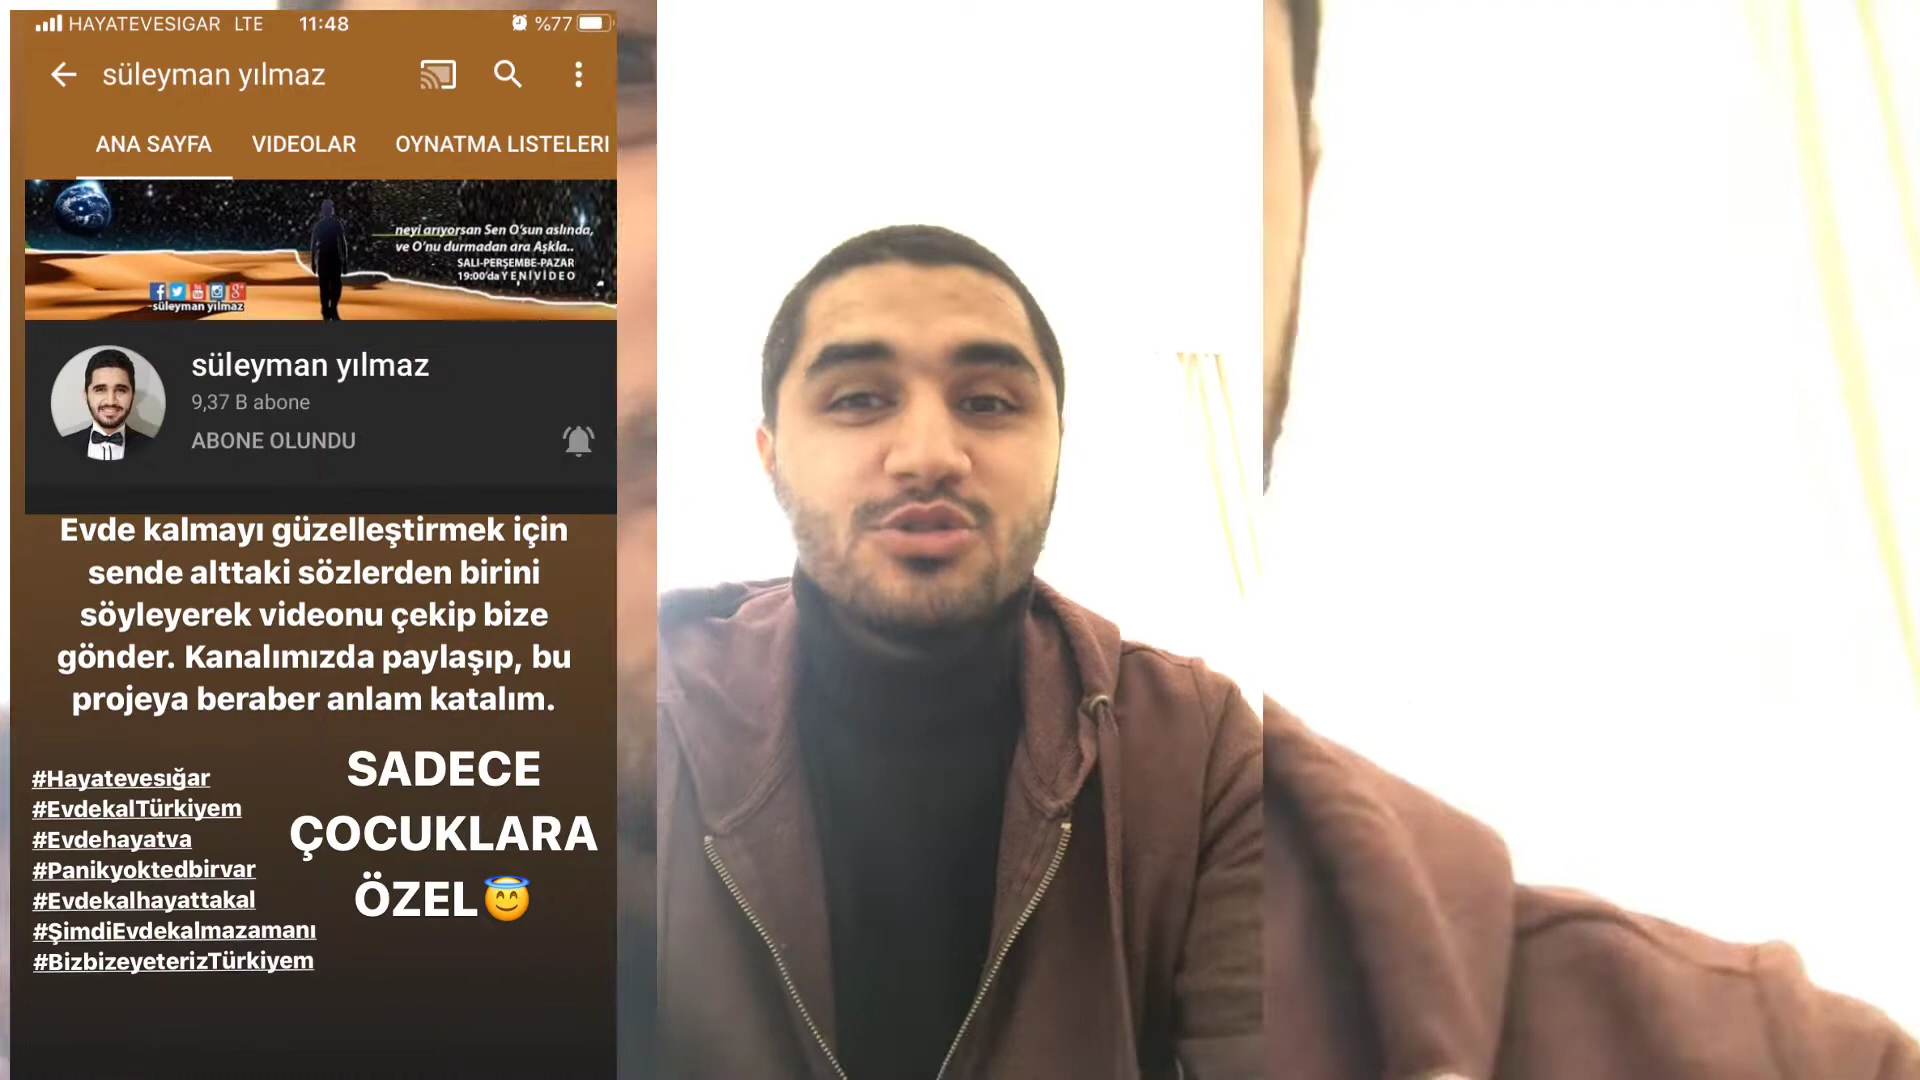 HAYATEVESIGAR LTE 11:48 %77
süleyman yılmaz
ANA SAYFA VIDEOLAR OYNATMA LISTELERI
neyi arıyorsan Sen O'sun aslında,
ve O'nu durmadan ara Aşkla..
SALI-PERŞEMBE-PAZAR
19:00'da YENİVİDEO
süleyman yılmaz
süleyman yılmaz
9,37 B abone
ABONE OLUNDU
Evde kalmayı güzelleştirmek için
sende alttaki sözlerden birini
söyleyerek videonu çekip bize
gönder. Kanalımızda paylaşıp, bu
projeya beraber anlam katalım.
#Hayatevesığar
#EvdekalTürkiyem
#Evdehayatva
#Panikyoktedbirvar
#Evdekalhayattakal
#ŞimdiEvdekalmazamanı
#BizbizeyeterizTürkiyem
SADECE
ÇOCUKLARA
ÖZEL😇